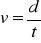 v = d/t